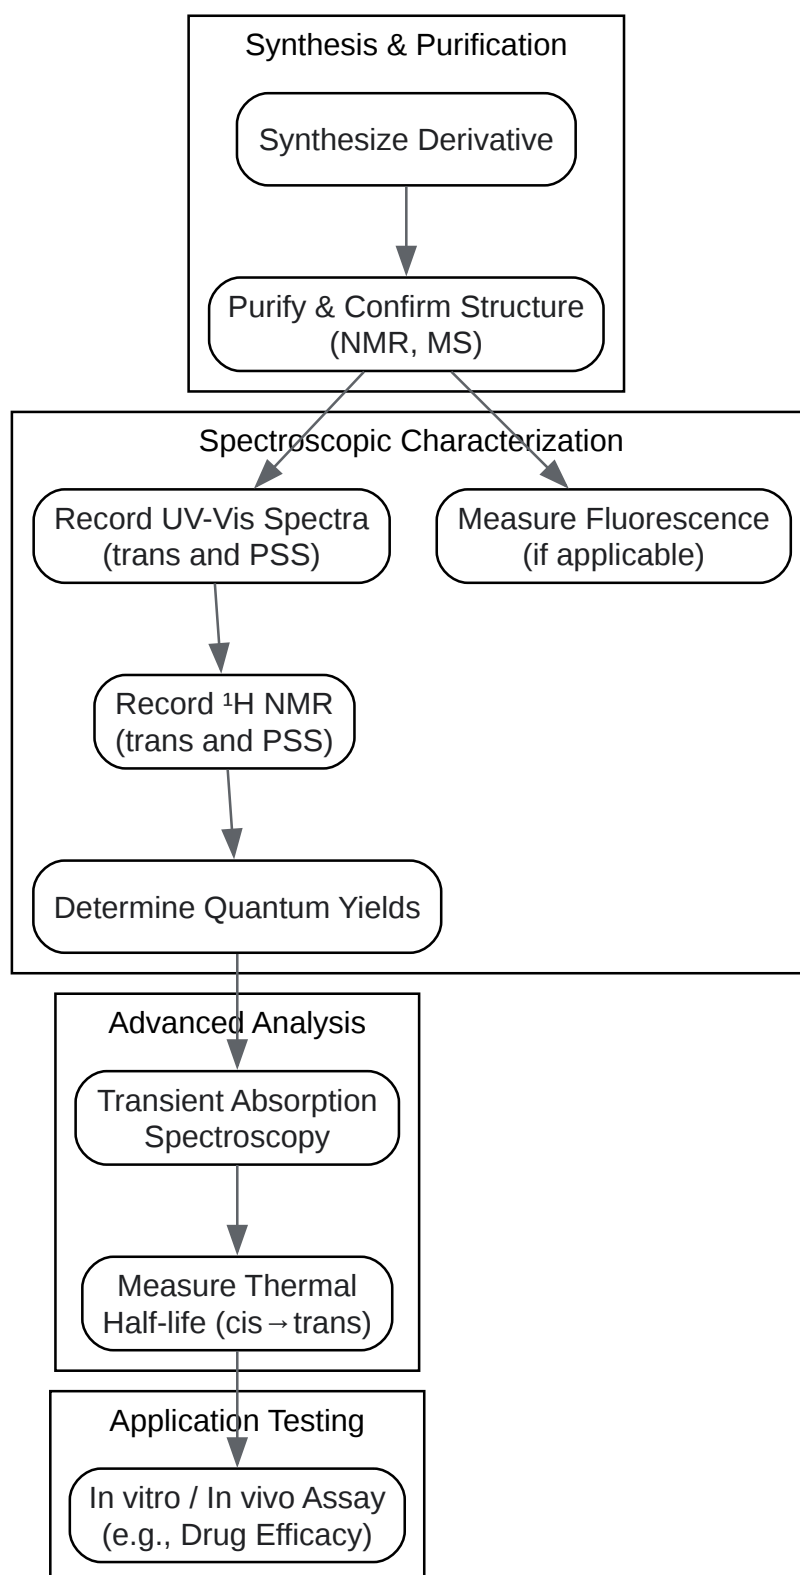 Synthesis & Purification
Synthesize Derivative
Purify & Confirm Structure
(NMR, MS)
Spectroscopic Characterization
Record UV-Vis Spectra
(trans and PSS)
Measure Fluorescence
(if applicable)
Record ¹H NMR
(trans and PSS)
Determine Quantum Yields
Advanced Analysis
Transient Absorption
Spectroscopy
Measure Thermal
Half-life (cis→trans)
Application Testing
In vitro / In vivo Assay
(e.g., Drug Efficacy)